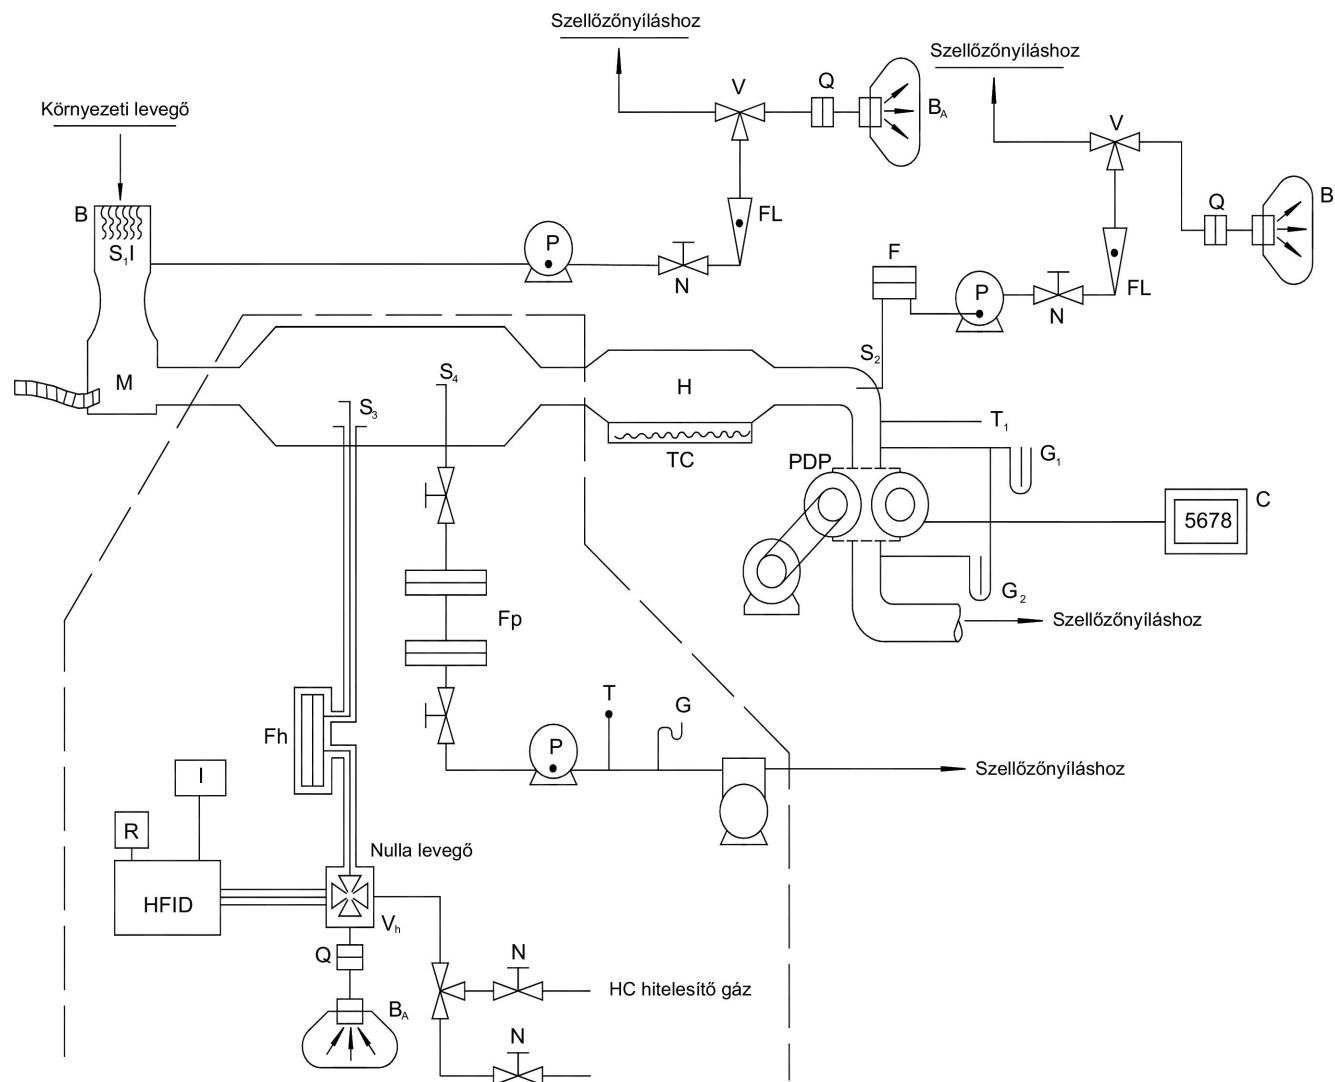 Szellőzőnyíláshoz
Szellőzőnyíláshoz
V
Q
B_A
Környezeti levegő
V
B
FL
Q
B
S_1I
P
F
N
P
FL
N
S_2
M
S_4
H
S_3
T_1
TC
PDP
G_1
C
5678
G_2
Fp
Szellőzőnyíláshoz
T
G
Fh
P
Szellőzőnyíláshoz
I
R
Nulla levegő
HFID
V_h
Q
N
HC hitelesítő gáz
B_A
N